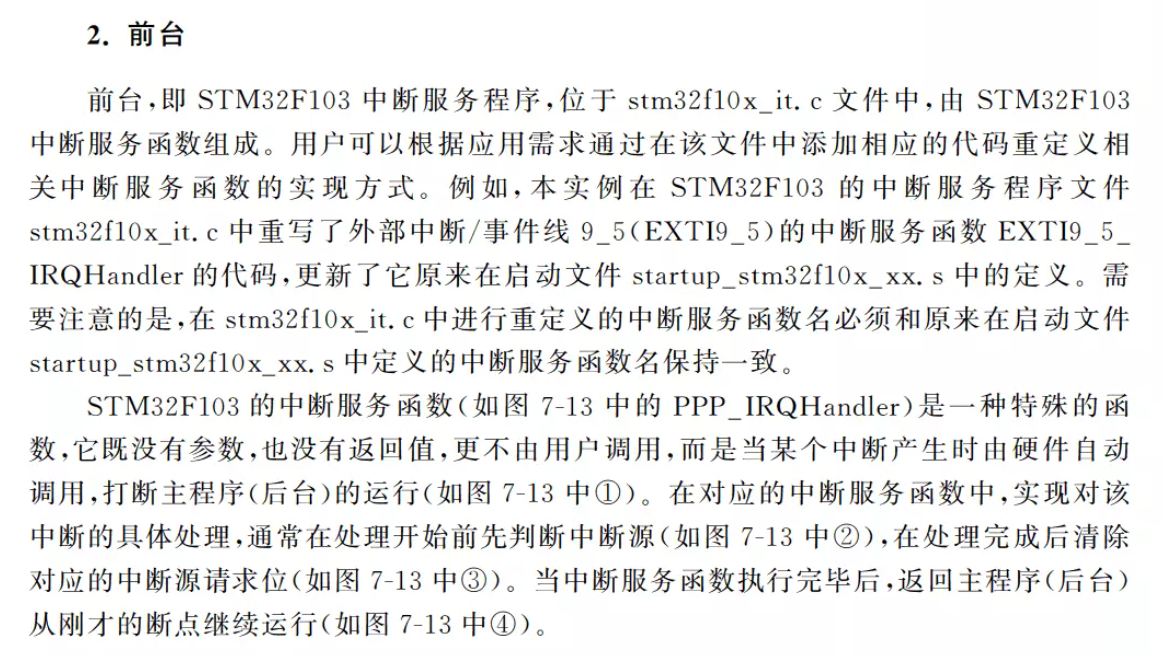 2. 前台
前台,即 STM32F103 中断服务程序,位于 stm32f10x_it. c 文件中,由 STM32F103
中断服务函数组成。用户可以根据应用需求通过在该文件中添加相应的代码重定义相
关中断服务函数的实现方式。例如,本实例在 STM32F103 的中断服务程序文件
stm32f10x_it. c 中重写了外部中断/事件线 9_5(EXTI9_5)的中断服务函数 EXTI9_5_
IRQHandler 的代码,更新了它原来在启动文件 startup_stm32f10x_xx. s 中的定义。需
要注意的是,在 stm32f10x_it. c 中进行重定义的中断服务函数名必须和原来在启动文件
startup_stm32f10x_xx. s 中定义的中断服务函数名保持一致。
STM32F103 的中断服务函数(如图 7-13 中的 PPP_IRQHandler)是一种特殊的函
数,它既没有参数,也没有返回值,更不由用户调用,而是当某个中断产生时由硬件自动
调用,打断主程序(后台)的运行(如图 7-13 中①)。在对应的中断服务函数中,实现对该
中断的具体处理,通常在处理开始前先判断中断源(如图 7-13 中②),在处理完成后清除
对应的中断源请求位(如图 7-13 中③)。当中断服务函数执行完毕后,返回主程序(后台)
从刚才的断点继续运行(如图 7-13 中④)。